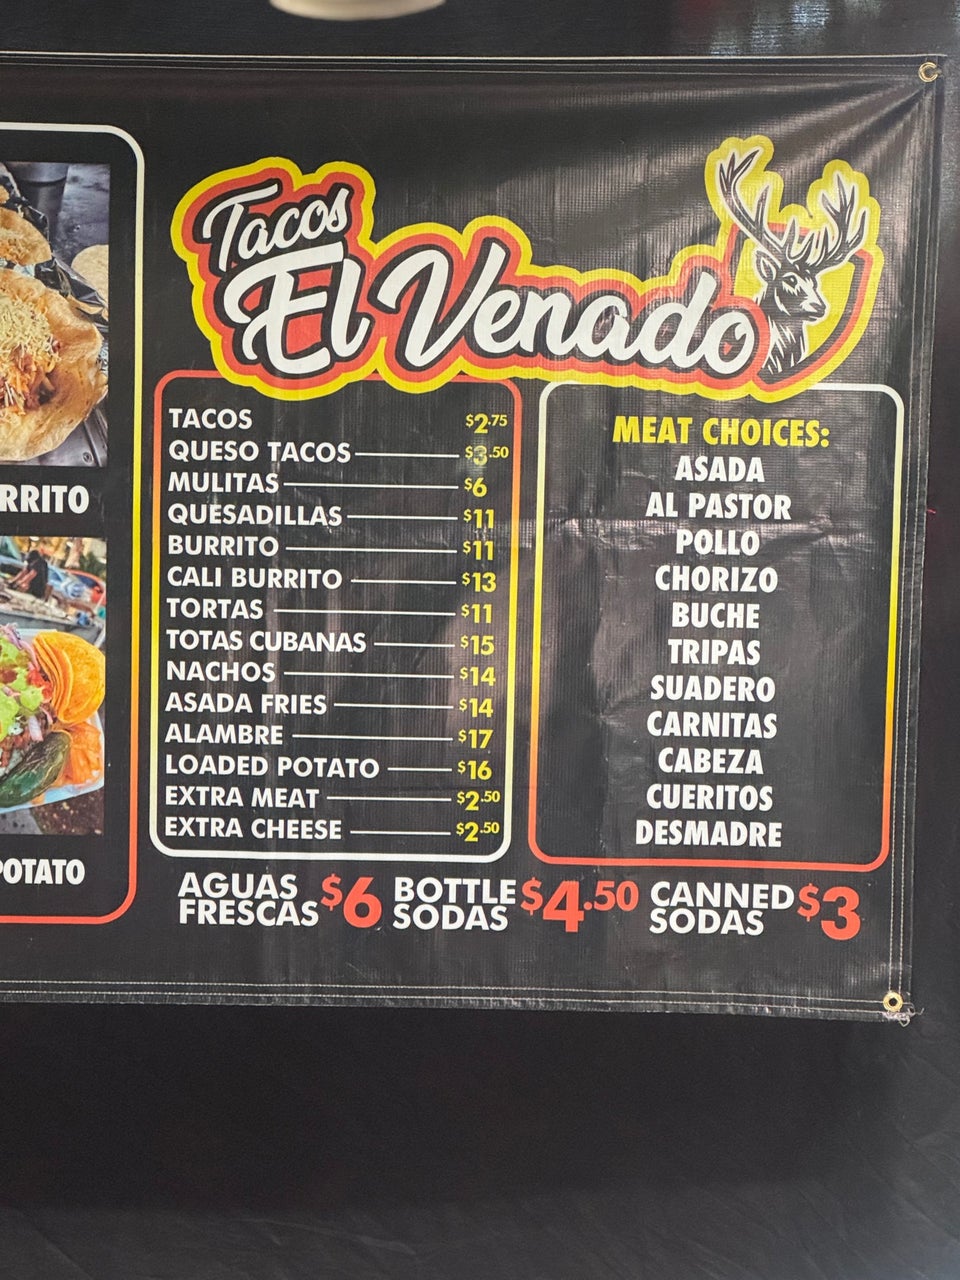 RRITO
POTATO
Tacos
El Venado
TACOS $2.75
QUESO TACOS $3.50
MULITAS $6
QUESADILLAS $11
BURRITO $11
CALI BURRITO $13
TORTAS $11
TOTAS CUBANAS $15
NACHOS $14
ASADA FRIES $14
ALAMBRE $17
LOADED POTATO $16
EXTRA MEAT $2.50
EXTRA CHEESE $2.50
MEAT CHOICES:
ASADA
AL PASTOR
POLLO
CHORIZO
BUCHE
TRIPAS
SUADERO
CARNITAS
CABEZA
CUERITOS
DESMADRE
AGUAS FRESCAS $6 BOTTLE SODAS $4.50 CANNED SODAS $3